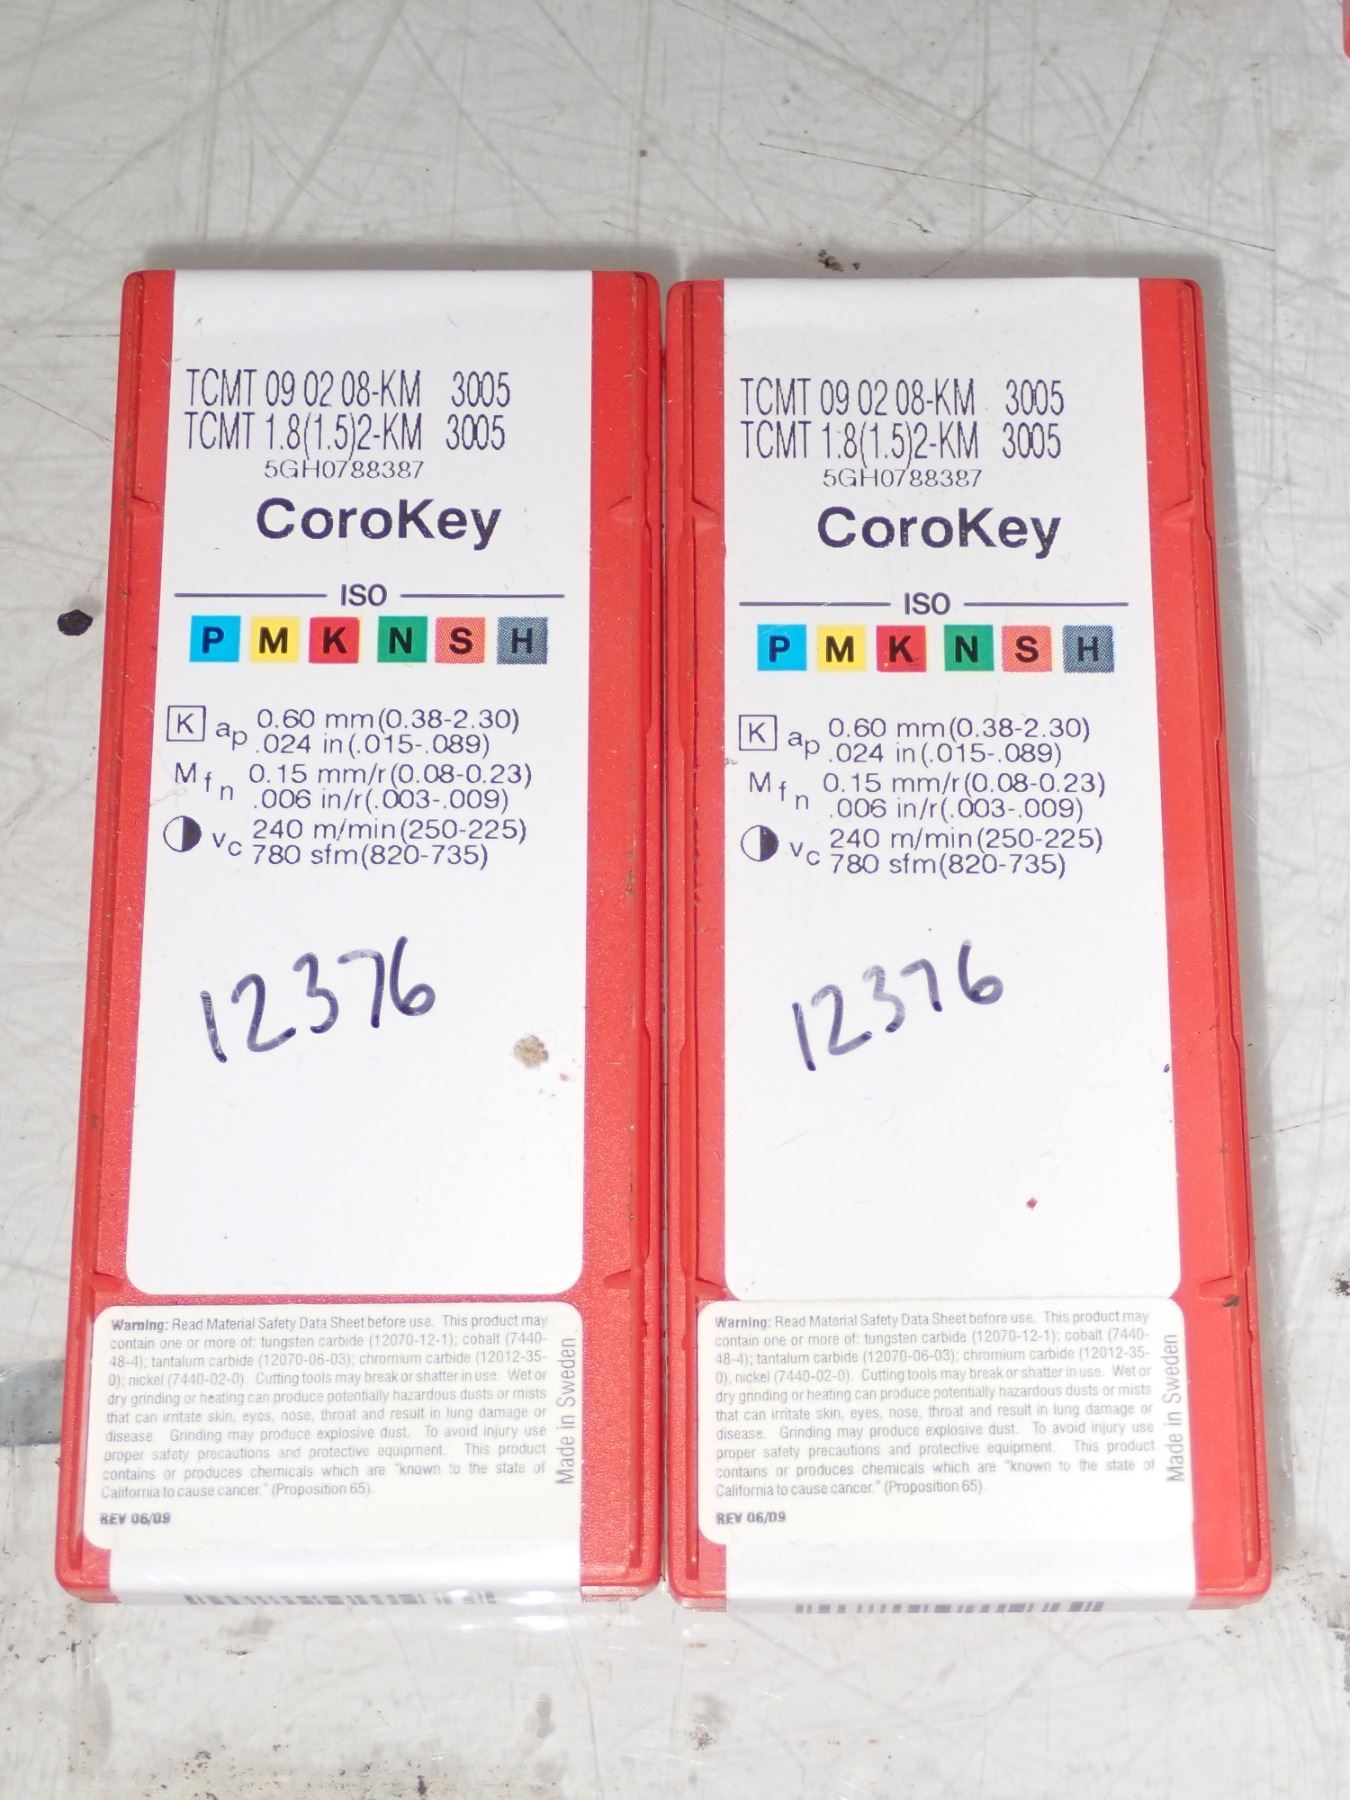 TCMT 09 02 08-KM 3005
TCMT 1.8(1.5)2-KM 3005
5GH0788387
CoroKey
ISO
P M K N S H
K ap 0.60 mm(0.38-2.30)
.024 in(.015-.089)
M fn 0.15 mm/r(0.08-0.23)
.006 in/r(.003-.009)
vc 240 m/min(250-225)
780 sfm(820-735)
12376
Warning: Read Material Safety Data Sheet before use. This product may
contain one or more of: tungsten carbide (12070-12-1); cobalt (7440-
48-4); tantalum carbide (12070-06-03); chromium carbide (12012-35-
0); nickel (7440-02-0). Cutting tools may break or shatter in use. Wet or
dry grinding or heating can produce potentially hazardous dusts or mists
that can irritate skin, eyes, nose, throat and result in lung damage or
disease. Grinding may produce explosive dust. To avoid injury use
proper safety precautions and protective equipment. This product
contains or produces chemicals which are "known to the state of
California to cause cancer." (Proposition 65).
REV 06/09
Made in Sweden
TCMT 09 02 08-KM 3005
TCMT 1.8(1.5)2-KM 3005
5GH0788387
CoroKey
ISO
P M K N S H
K ap 0.60 mm(0.38-2.30)
.024 in(.015-.089)
M fn 0.15 mm/r(0.08-0.23)
.006 in/r(.003-.009)
vc 240 m/min(250-225)
780 sfm(820-735)
12376
Warning: Read Material Safety Data Sheet before use. This product may
contain one or more of: tungsten carbide (12070-12-1); cobalt (7440-
48-4); tantalum carbide (12070-06-03); chromium carbide (12012-35-
0); nickel (7440-02-0). Cutting tools may break or shatter in use. Wet or
dry grinding or heating can produce potentially hazardous dusts or mists
that can irritate skin, eyes, nose, throat and result in lung damage or
disease. Grinding may produce explosive dust. To avoid injury use
proper safety precautions and protective equipment. This product
contains or produces chemicals which are "known to the state of
California to cause cancer." (Proposition 65).
REV 06/09
Made in Sweden